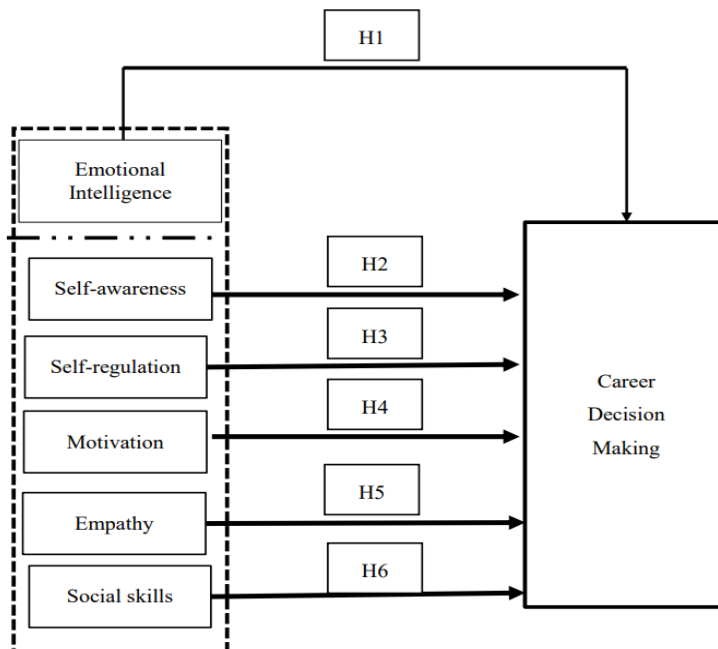 H1
Emotional
Intelligence
H2
Self-awareness
H3
Self-regulation
H4
Motivation
Career
Decision
Making
H5
Empathy
H6
Social skills